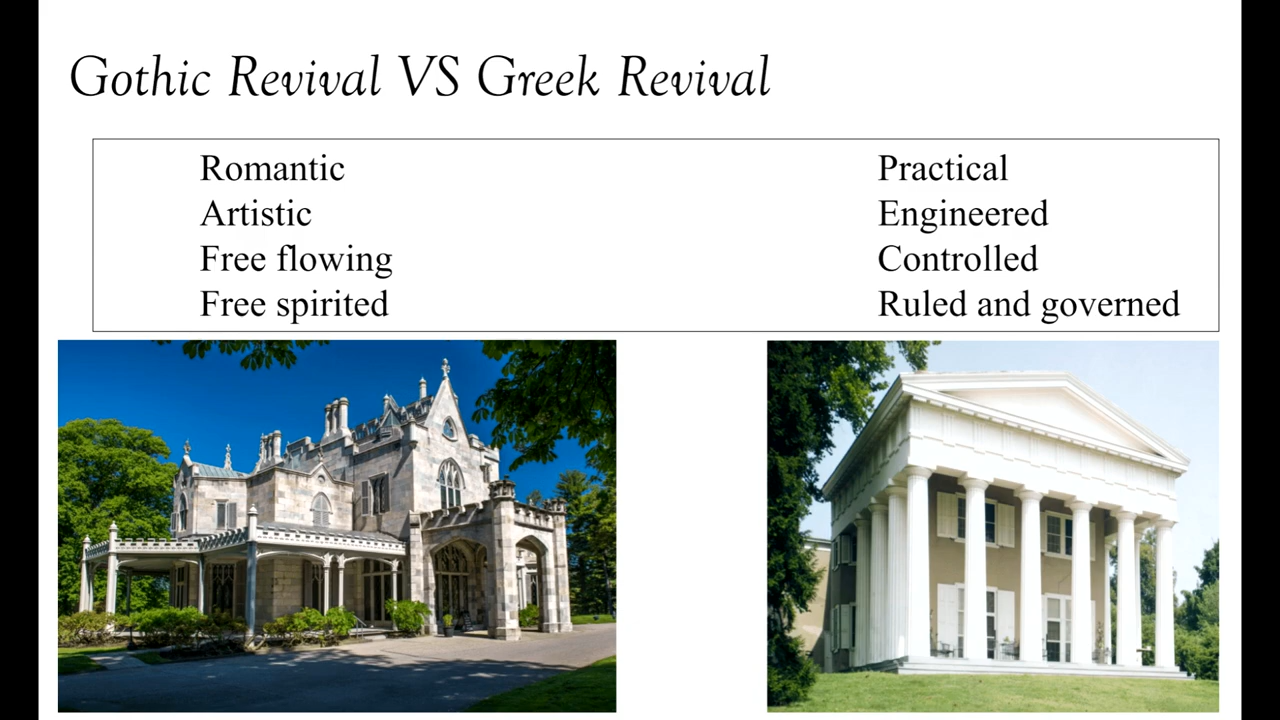 Gothic Revival VS Greek Revival
Romantic
Artistic
Free flowing
Free spirited
Practical
Engineered
Controlled
Ruled and governed